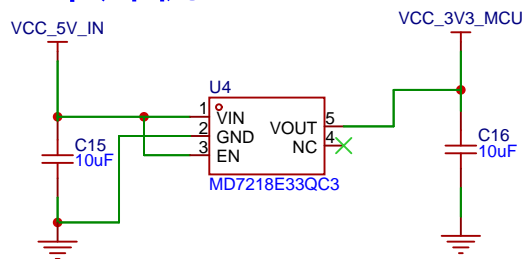 VCC_5V_IN
VCC_3V3_MCU
U4
1 VIN
2 GND
3 EN
VOUT 5
NC 4
C15
10uF
C16
10uF
MD7218E33QC3